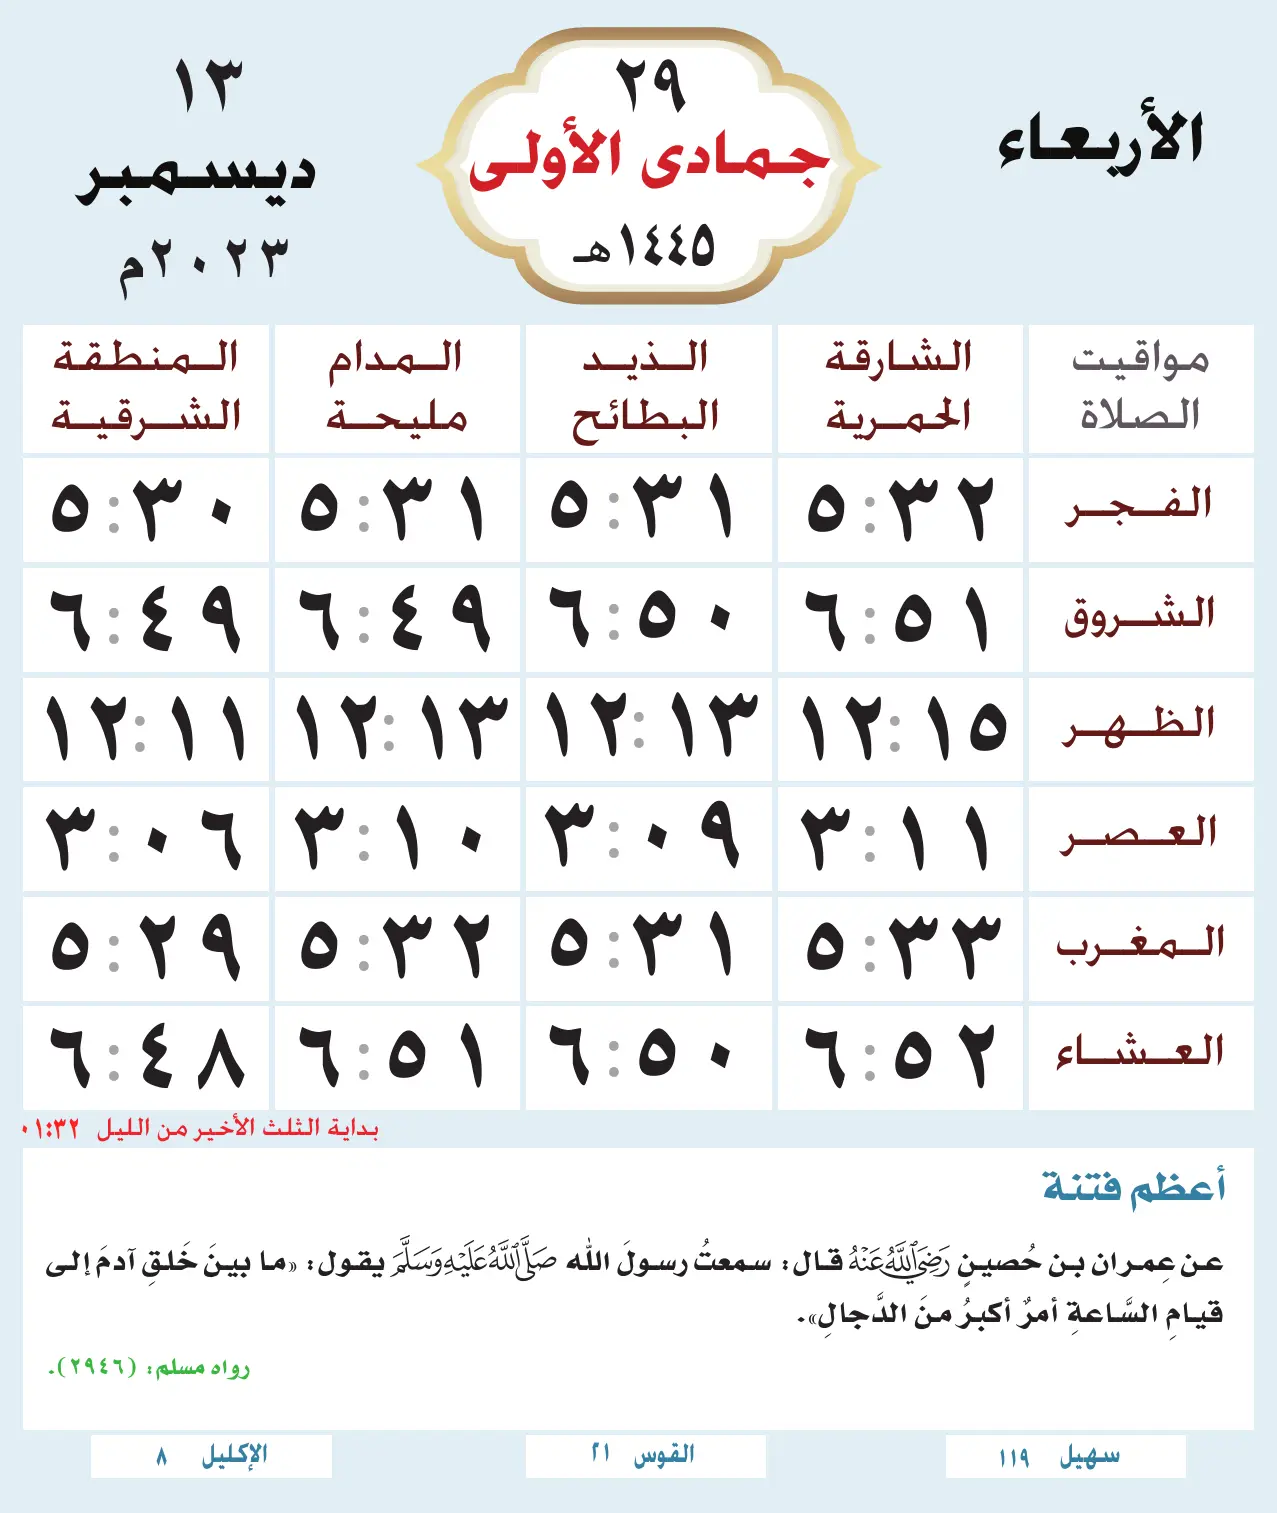 الأربعاء
٢٩
جمادى الأولى
١٤٤٥هـ
١٣
ديسمبر
٢٠٢٣م
مواقيت الصلاة	الشارقة الحمرية	الذيد البطائح	المدام مليحة	المنطقة الشرقية
الفجر	٥:٣٢	٥:٣١	٥:٣١	٥:٣٠
الشروق	٦:٥١	٦:٥٠	٦:٤٩	٦:٤٩
الظهر	١٢:١٥	١٢:١٣	١٢:١٣	١٢:١١
العصر	٣:١١	٣:٠٩	٣:١٠	٣:٠٦
المغرب	٥:٣٣	٥:٣١	٥:٣٢	٥:٢٩
العشاء	٦:٥٢	٦:٥٠	٦:٥١	٦:٤٨
بداية الثلث الأخير من الليل ٠١:٣٢
أعظم فتنة
عن عِمران بن حُصينٍ رَضِيَ اللَّهُ عَنْهُ قال: سمعتُ رسولَ الله صَلَّى اللَّهُ عَلَيْهِ وَسَلَّمَ يقول: «ما بينَ خَلقِ آدمَ إلى
قيامِ السَّاعةِ أمرٌ أكبرُ منَ الدَّجالِ».
رواه مسلم: (٢٩٤٦).
سهيل ١١٩
القوس ٢١
الإكليل ٨